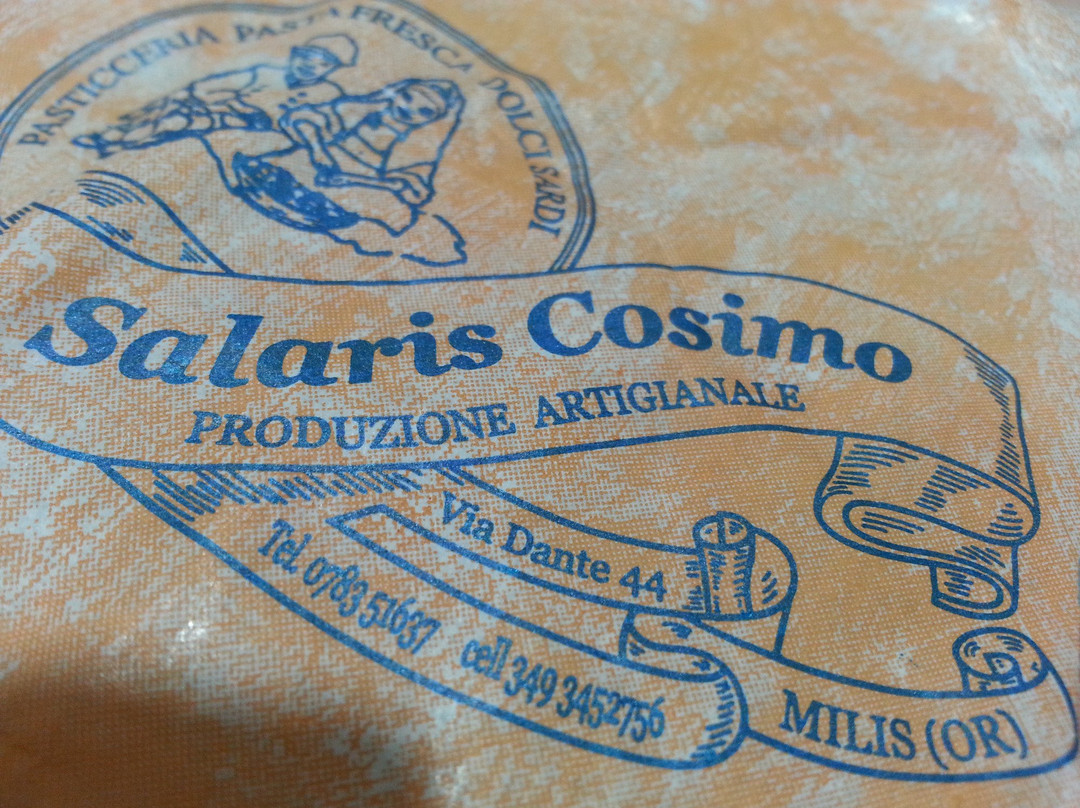 PASTICCERIA PASTA FRESCA DOLCI SARDI
Salaris Cosimo
PRODUZIONE ARTIGIANALE
Via Dante 44
Tel. 0783 51637 cell 349 3452756
MILIS (OR)